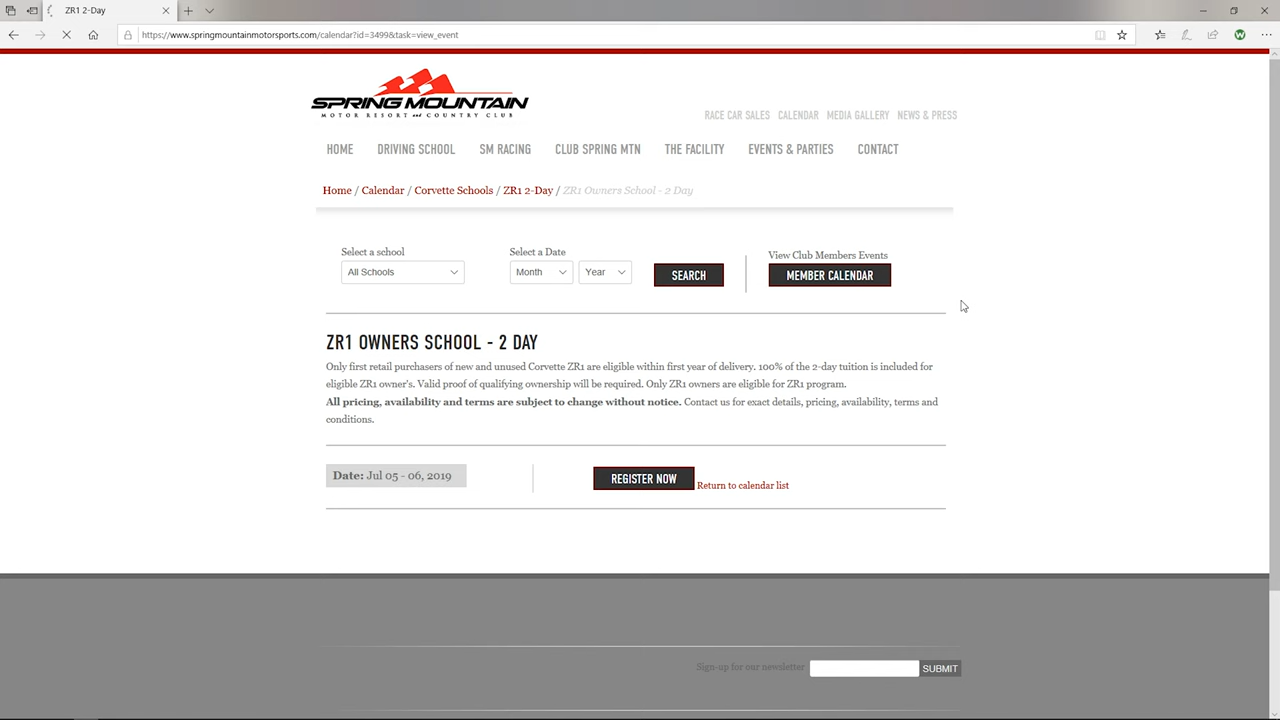 ZR1 2-Day
https://www.springmountainmotorsports.com/calendar?id=3499&task=view_event
SPRING MOUNTAIN
MOTOR RESORT and COUNTRY CLUB
RACE CAR SALES CALENDAR MEDIA GALLERY NEWS & PRESS
HOME DRIVING SCHOOL SM RACING CLUB SPRING MTN THE FACILITY EVENTS & PARTIES CONTACT
Home / Calendar / Corvette Schools / ZR1 2-Day / ZR1 Owners School - 2 Day
Select a school Select a Date View Club Members Events
All Schools Month Year SEARCH MEMBER CALENDAR
ZR1 OWNERS SCHOOL - 2 DAY
Only first retail purchasers of new and unused Corvette ZR1 are eligible within first year of delivery. 100% of the 2-day tuition is included for
eligible ZR1 owner's. Valid proof of qualifying ownership will be required. Only ZR1 owners are eligible for ZR1 program.
All pricing, availability and terms are subject to change without notice. Contact us for exact details, pricing, availability, terms and
conditions.
Date: Jul 05 - 06, 2019 REGISTER NOW Return to calendar list
Sign-up for our newsletter SUBMIT